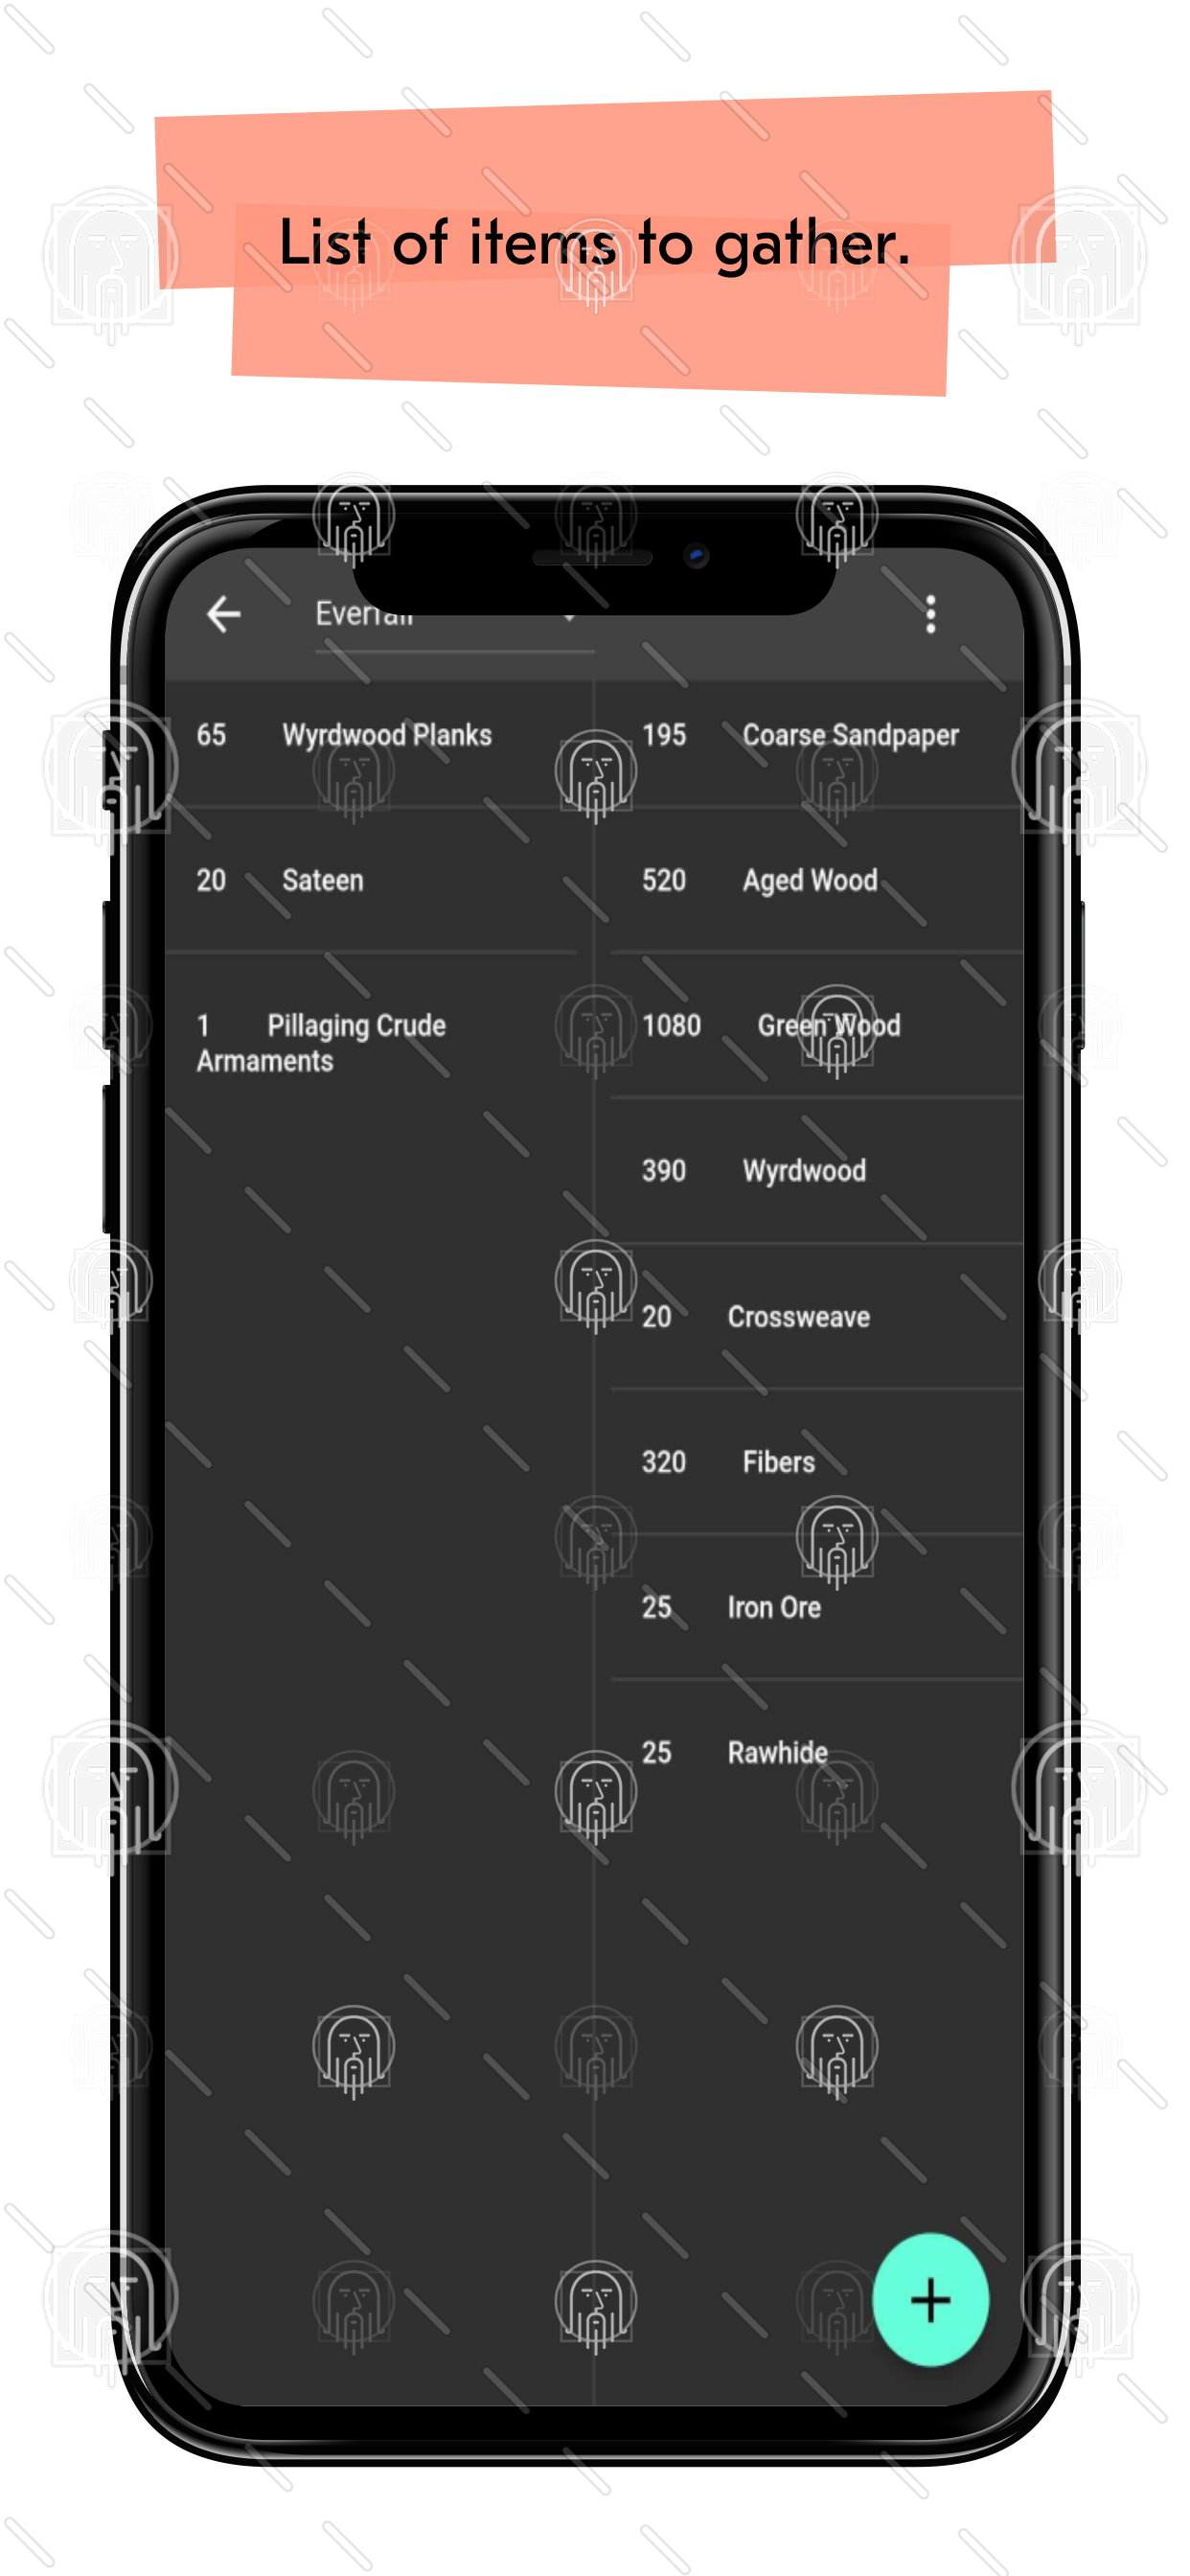 List of items to gather.
Everfall
65 Wyrdwood Planks
20 Sateen
1 Pillaging Crude
Armaments
195 Coarse Sandpaper
520 Aged Wood
1080 Green Wood
390 Wyrdwood
20 Crossweave
320 Fibers
25 Iron Ore
25 Rawhide